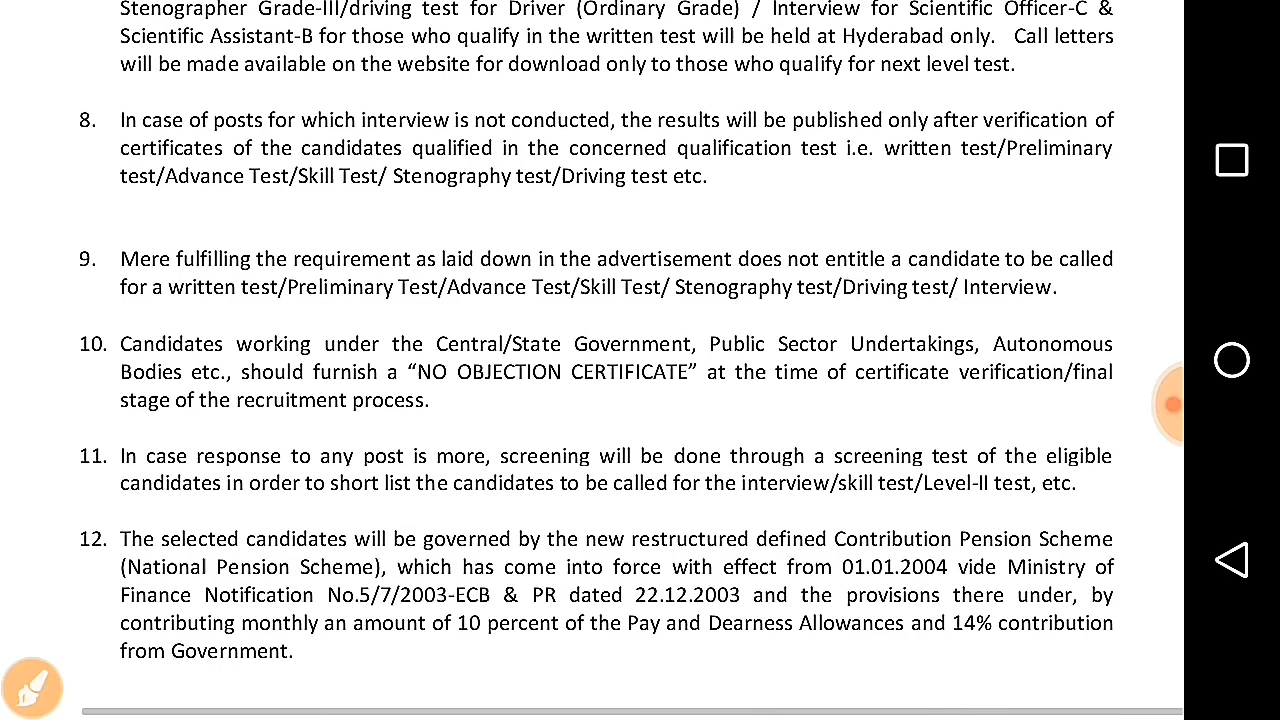 Stenographer Grade-III/driving test for Driver (Ordinary Grade) / Interview for Scientific Officer-C &
Scientific Assistant-B for those who qualify in the written test will be held at Hyderabad only. Call letters
will be made available on the website for download only to those who qualify for next level test.
8. In case of posts for which interview is not conducted, the results will be published only after verification of
certificates of the candidates qualified in the concerned qualification test i.e. written test/Preliminary
test/Advance Test/Skill Test/ Stenography test/Driving test etc.
9. Mere fulfilling the requirement as laid down in the advertisement does not entitle a candidate to be called
for a written test/Preliminary Test/Advance Test/Skill Test/ Stenography test/Driving test/ Interview.
10. Candidates working under the Central/State Government, Public Sector Undertakings, Autonomous
Bodies etc., should furnish a “NO OBJECTION CERTIFICATE” at the time of certificate verification/final
stage of the recruitment process.
11. In case response to any post is more, screening will be done through a screening test of the eligible
candidates in order to short list the candidates to be called for the interview/skill test/Level-II test, etc.
12. The selected candidates will be governed by the new restructured defined Contribution Pension Scheme
(National Pension Scheme), which has come into force with effect from 01.01.2004 vide Ministry of
Finance Notification No.5/7/2003-ECB & PR dated 22.12.2003 and the provisions there under, by
contributing monthly an amount of 10 percent of the Pay and Dearness Allowances and 14% contribution
from Government.